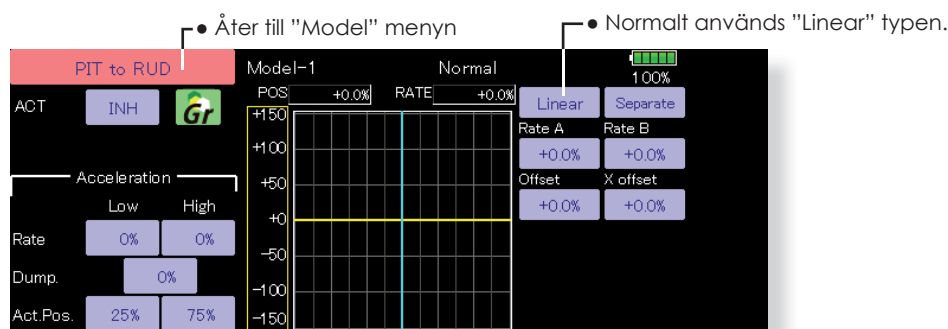 ● Åter till ”Model” menyn
● Normalt används ”Linear” typen.
PIT to RUD
Model-1 Normal 100%
ACT INH Gr
POS +0.0% RATE +0.0%
Linear Separate
Rate A Rate B
+0.0% +0.0%
Offset X offset
+0.0% +0.0%
Acceleration
Low High
Rate 0% 0%
Dump. 0%
Act.Pos. 25% 75%
+150
+100
+50
+0
-50
-100
-150